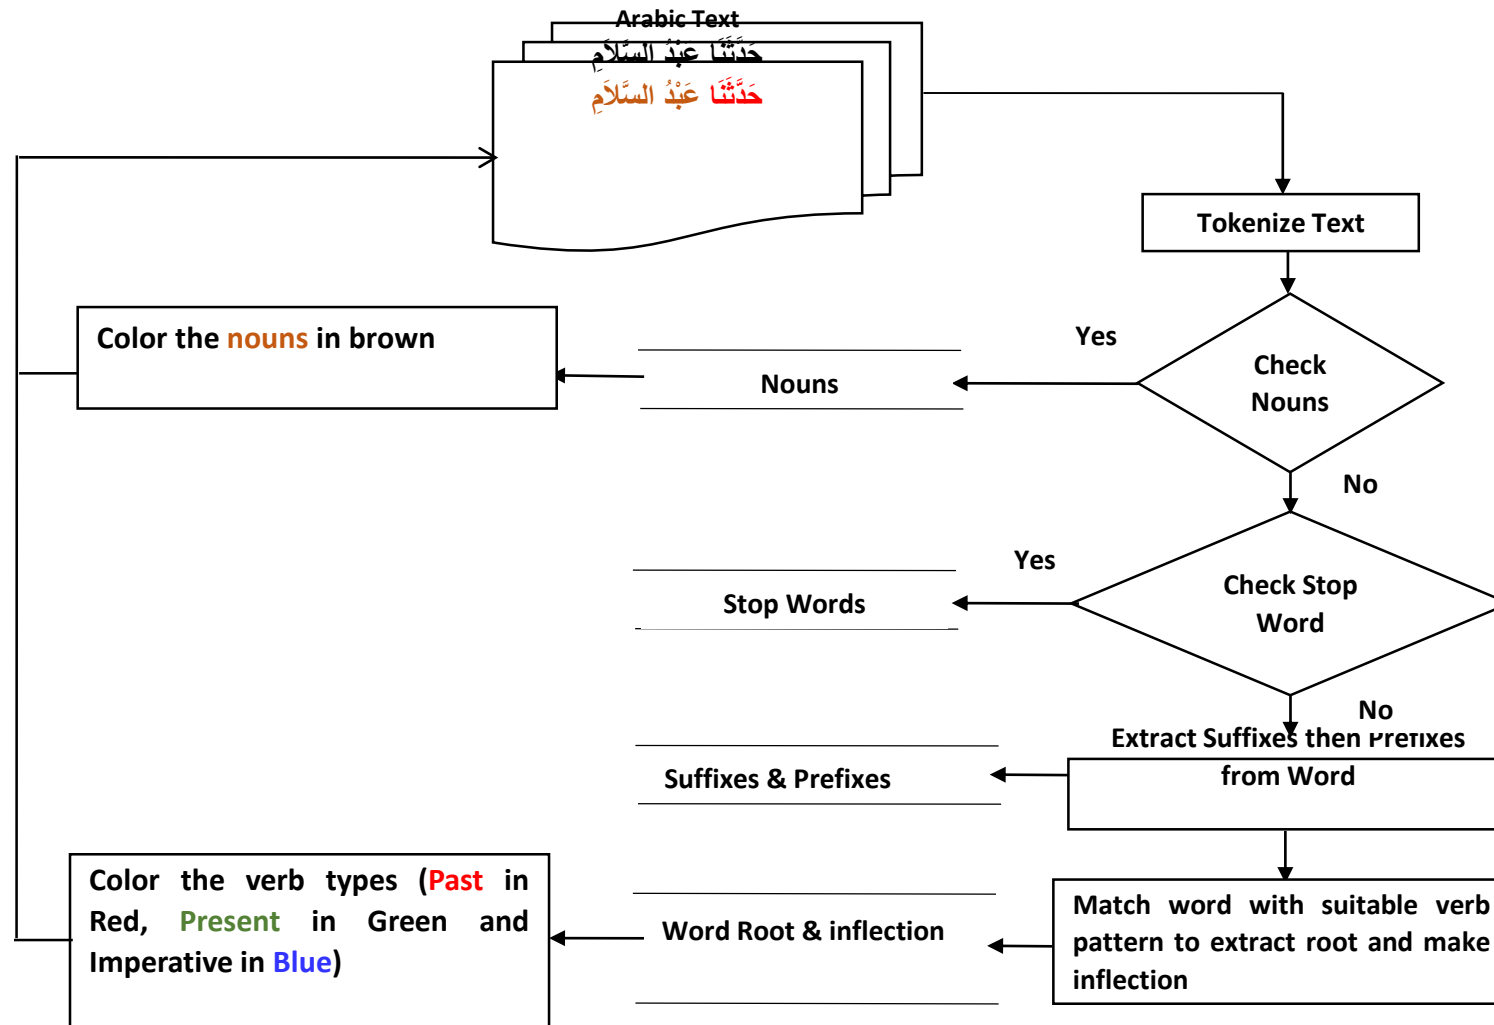 Arabic Text
حَدَّثَنَا عَبْدُ السَّلاَمِ
حَدَّثَنَا عَبْدُ السَّلاَمِ
Tokenize Text
Color the nouns in brown
Nouns
Yes
Check
Nouns
No
Stop Words
Yes
Check Stop
Word
No
Extract Suffixes then Prefixes
from Word
Suffixes & Prefixes
Match word with suitable verb
pattern to extract root and make
inflection
Word Root & inflection
Color the verb types (Past in
Red, Present in Green and
Imperative in Blue)